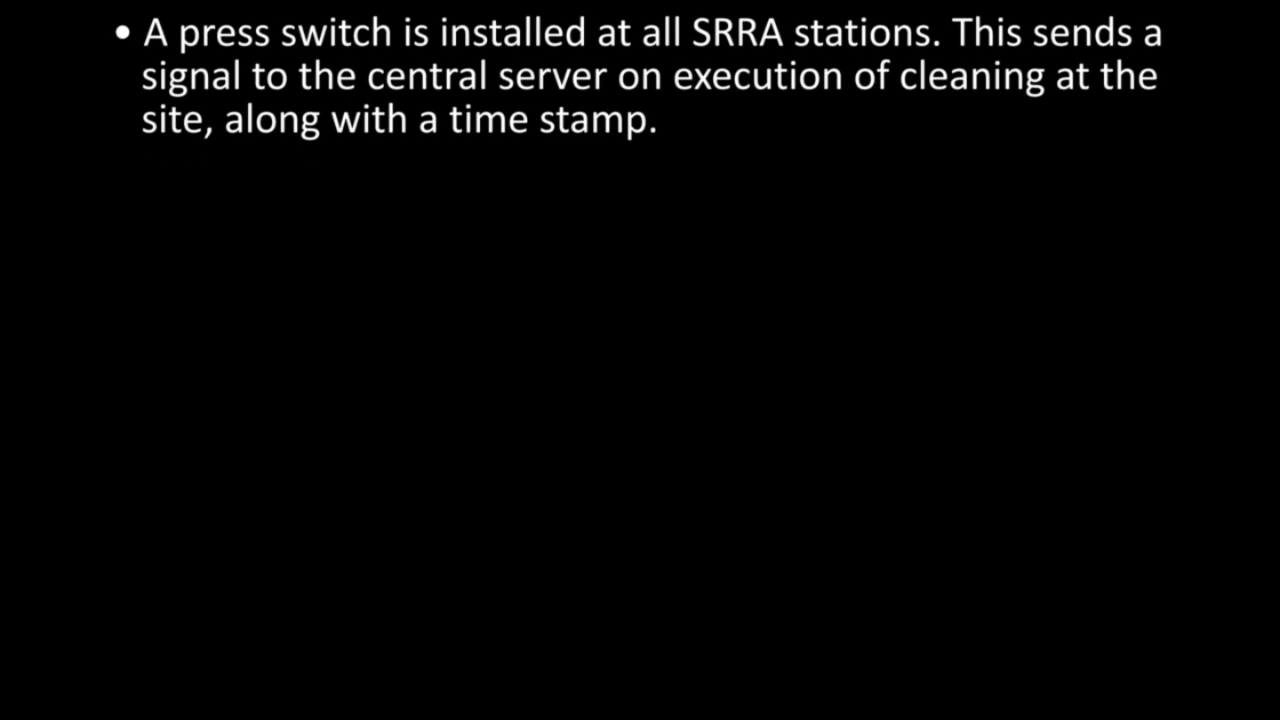 • A press switch is installed at all SRRA stations. This sends a
signal to the central server on execution of cleaning at the
site, along with a time stamp.